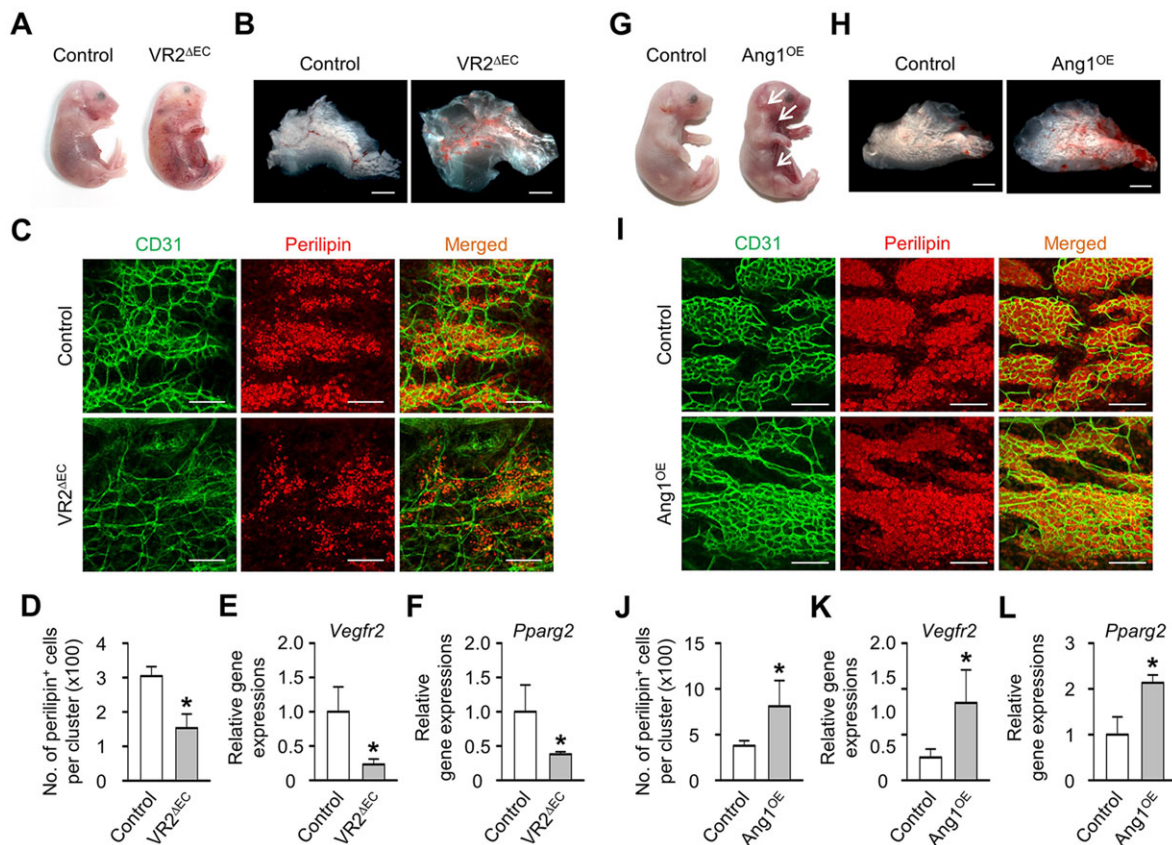 A
Control
VR2ΔEC
B
Control
VR2ΔEC
C
CD31
Perilipin
Merged
Control
VR2ΔEC
D
No. of perilipin+ cells
per cluster (x100)
4
3
2
1
0
*
Control
VR2ΔEC
E
Vegfr2
Relative gene
expressions
2.0
1.5
1.0
0.5
0
*
Control
VR2ΔEC
F
Pparg2
Relative
gene expressions
2.0
1.5
1.0
0.5
0
*
Control
VR2ΔEC
G
Control
Ang1OE
H
Control
Ang1OE
I
CD31
Perilipin
Merged
Control
Ang1OE
J
No. of perilipin+ cells
per cluster (x100)
15
10
5
0
*
Control
Ang1OE
K
Vegfr2
Relative gene
expressions
2.0
1.5
1.0
0.5
0
*
Control
Ang1OE
L
Pparg2
Relative
gene expressions
3
2
1
0
*
Control
Ang1OE